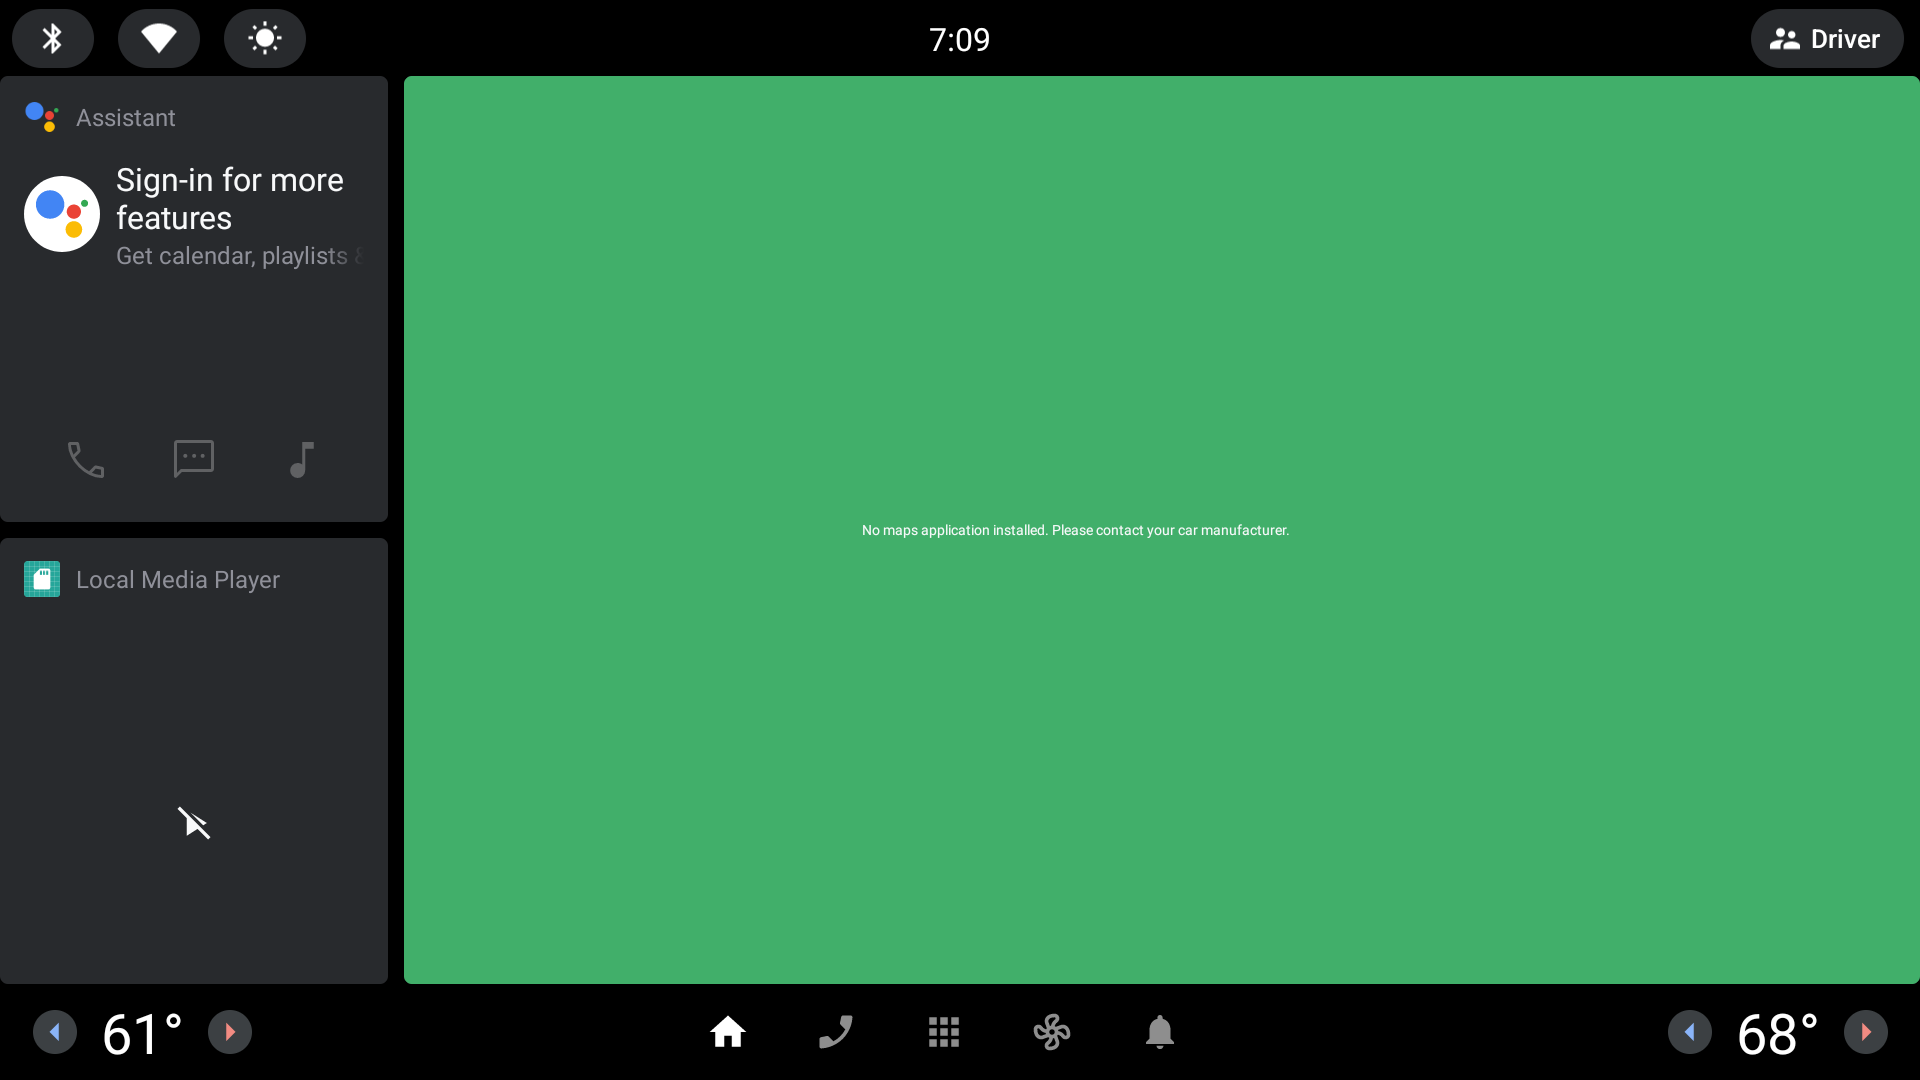 7:09
Driver
Assistant
Sign-in for more
features
Get calendar, playlists
No maps application installed. Please contact your car manufacturer.
Local Media Player
61°
68°